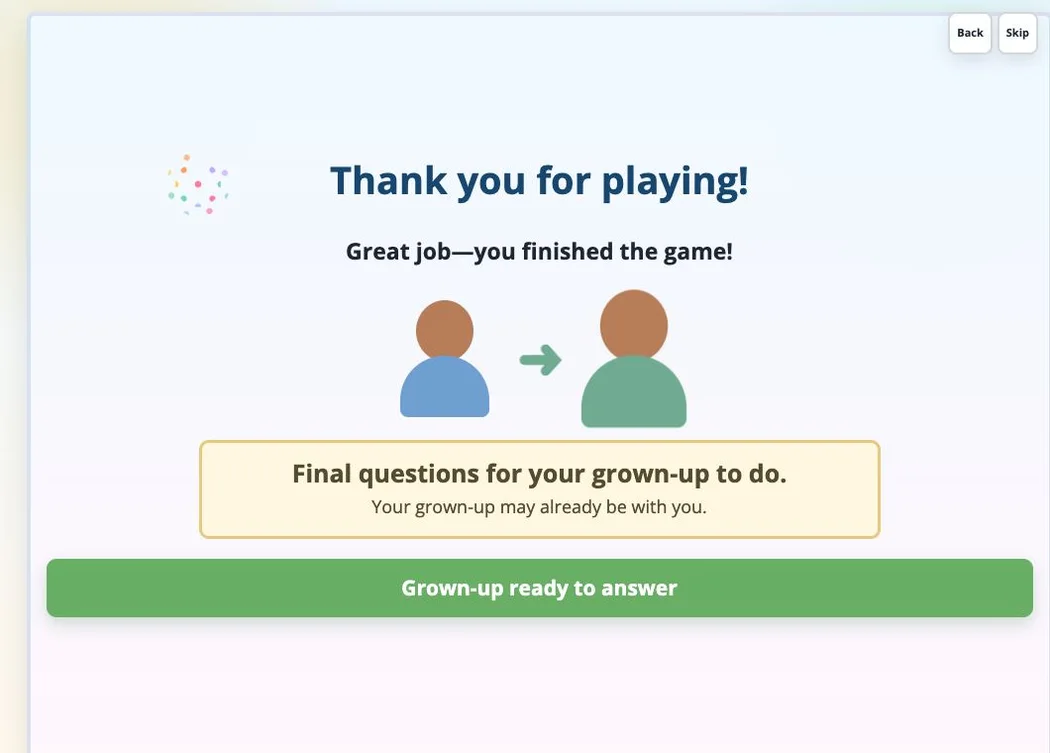 Back Skip
Thank you for playing!
Great job—you finished the game!
Final questions for your grown-up to do.
Your grown-up may already be with you.
Grown-up ready to answer